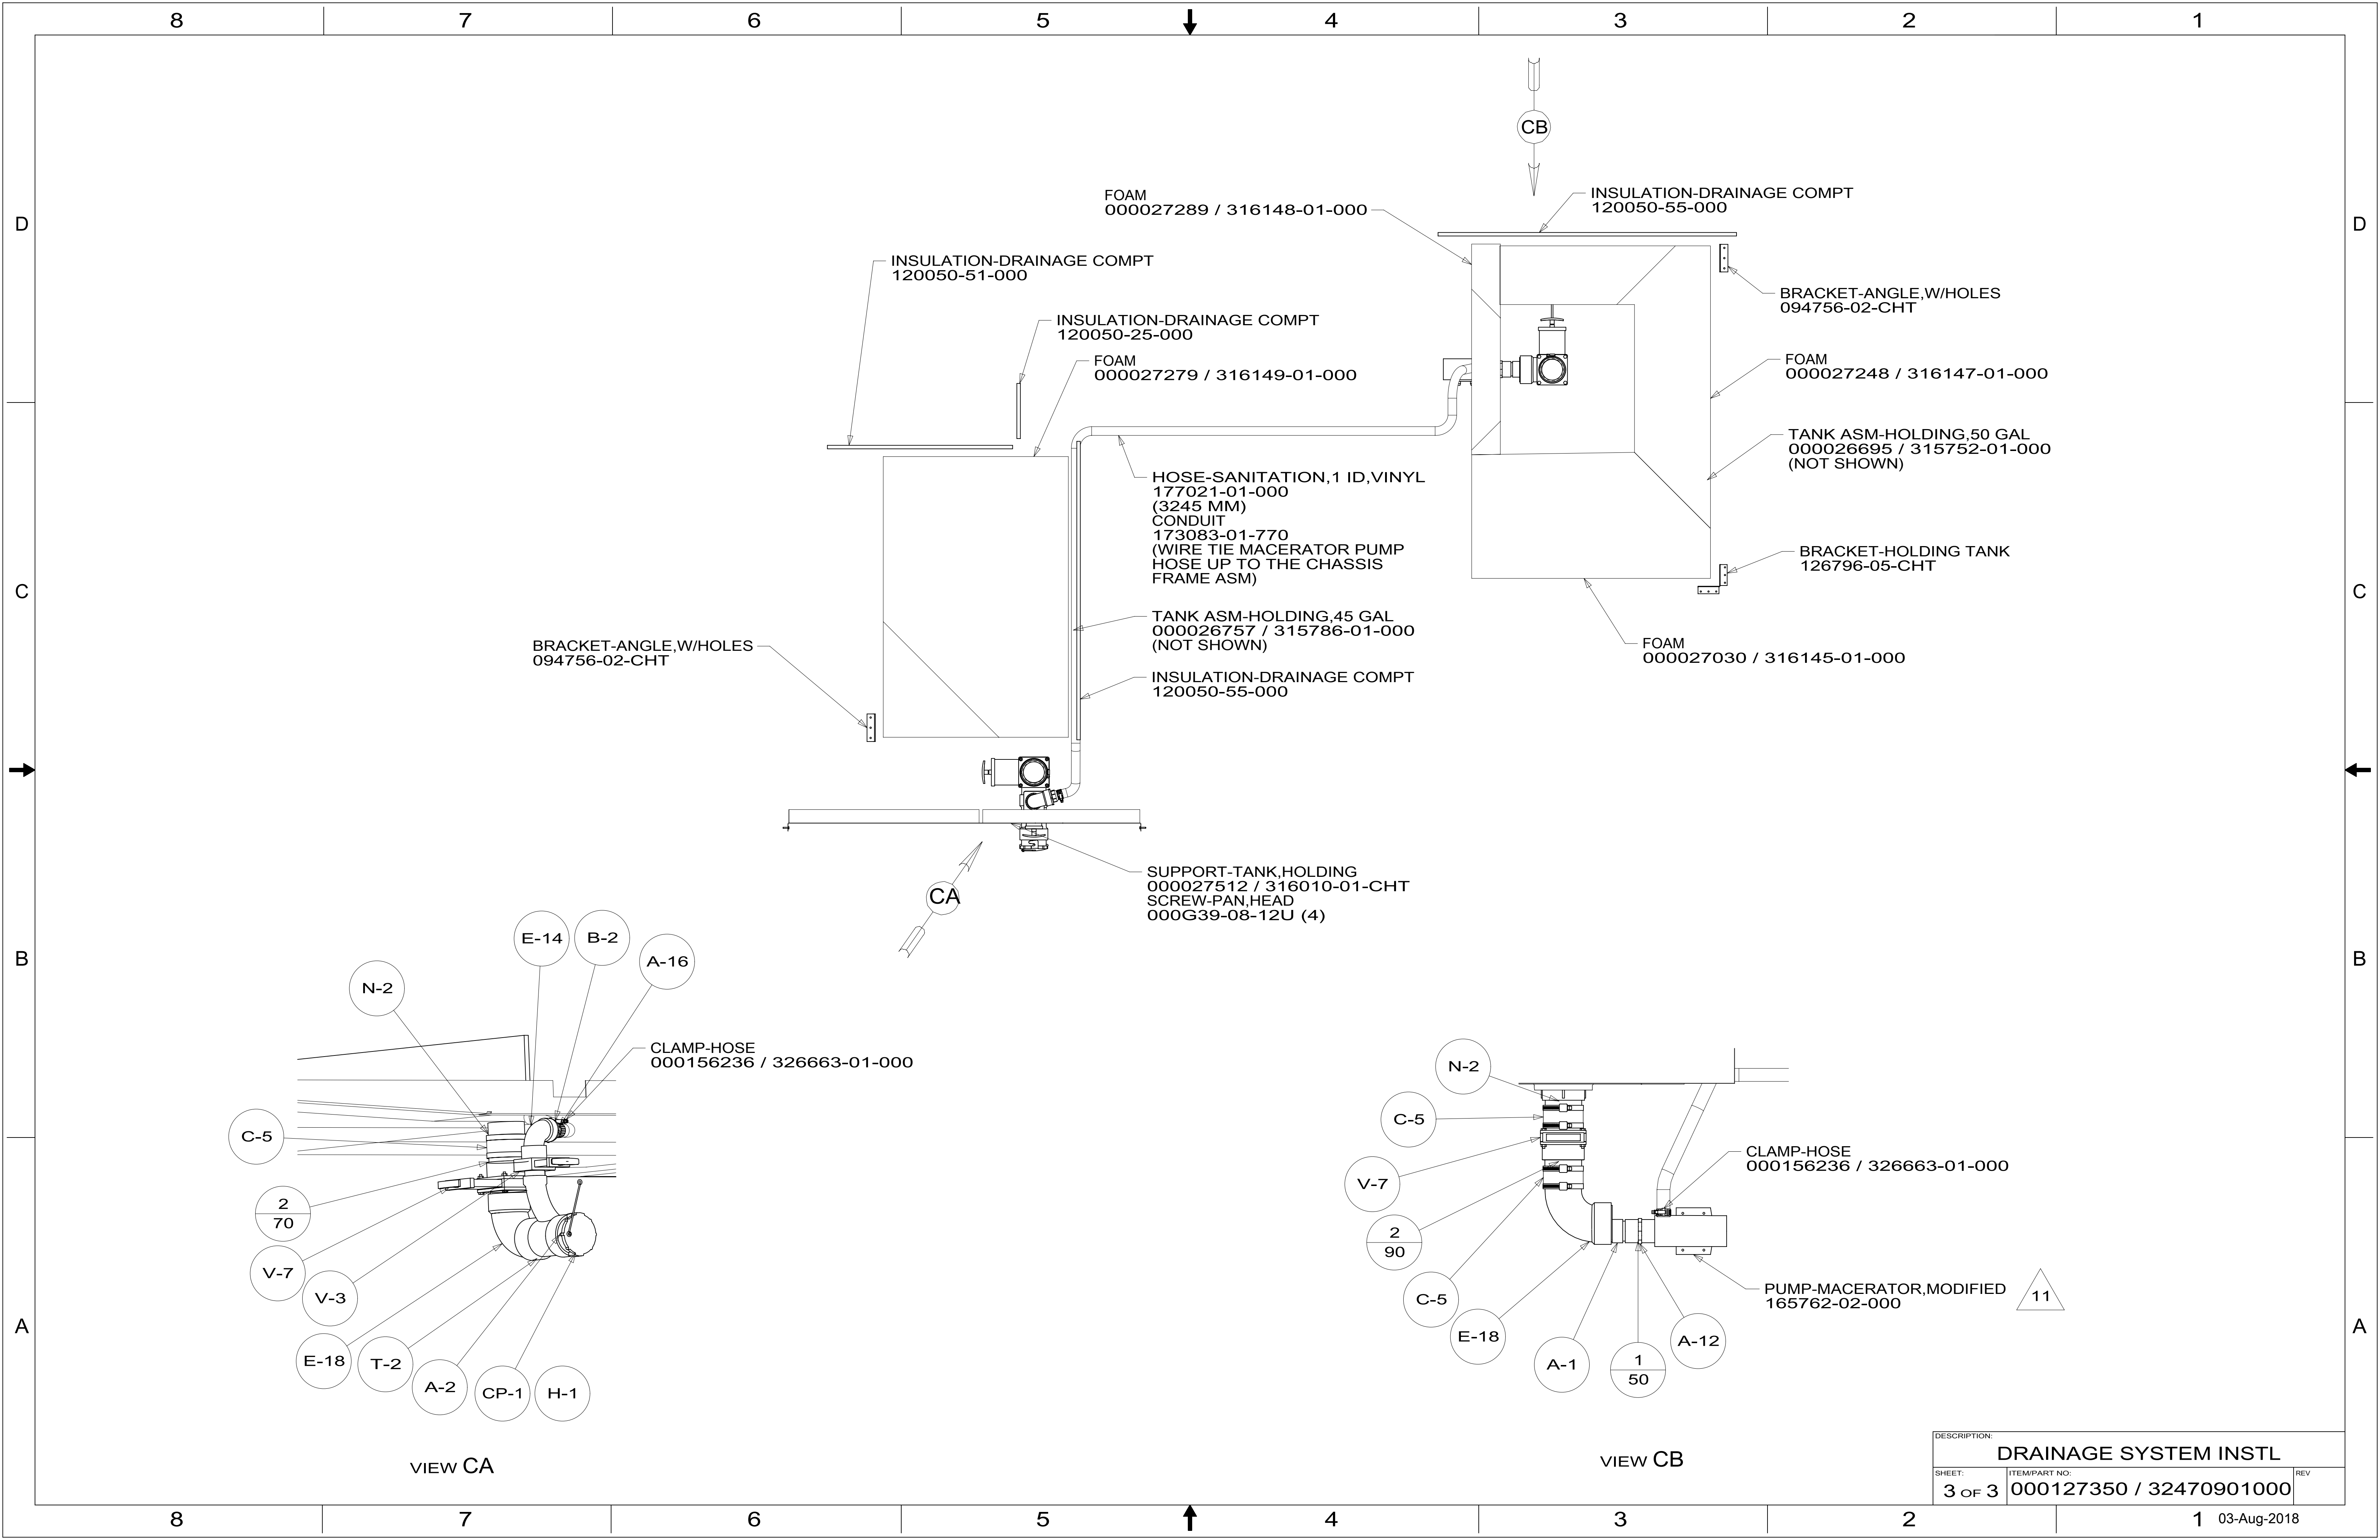 8 7 6 5 4 3 2 1
CB
FOAM
000027289 / 316148-01-000
INSULATION-DRAINAGE COMPT
120050-55-000
D D
INSULATION-DRAINAGE COMPT
120050-51-000
BRACKET-ANGLE,W/HOLES
094756-02-CHT
INSULATION-DRAINAGE COMPT
120050-25-000
FOAM
000027279 / 316149-01-000
FOAM
000027248 / 316147-01-000
TANK ASM-HOLDING,50 GAL
000026695 / 315752-01-000
(NOT SHOWN)
HOSE-SANITATION,1 ID,VINYL
177021-01-000
(3245 MM)
CONDUIT
173083-01-770
(WIRE TIE MACERATOR PUMP
HOSE UP TO THE CHASSIS
FRAME ASM)
BRACKET-HOLDING TANK
126796-05-CHT
C C
TANK ASM-HOLDING,45 GAL
000026757 / 315786-01-000
(NOT SHOWN)
BRACKET-ANGLE,W/HOLES
094756-02-CHT
FOAM
000027030 / 316145-01-000
INSULATION-DRAINAGE COMPT
120050-55-000
SUPPORT-TANK,HOLDING
000027512 / 316010-01-CHT
SCREW-PAN,HEAD
000G39-08-12U (4)
CA
B B
E-14
B-2
A-16
N-2
CLAMP-HOSE
000156236 / 326663-01-000
C-5
2
70
V-7
V-3
E-18
T-2
A-2
CP-1
H-1
VIEW CA
N-2
C-5
CLAMP-HOSE
000156236 / 326663-01-000
V-7
2
90
C-5
PUMP-MACERATOR,MODIFIED
165762-02-000
11
E-18
A-1
1
50
A-12
VIEW CB
A A
DESCRIPTION:
DRAINAGE SYSTEM INSTL
SHEET: ITEM/PART NO: REV
3 OF 3 000127350 / 32470901000
8 7 6 5 4 3 2 1
03-Aug-2018